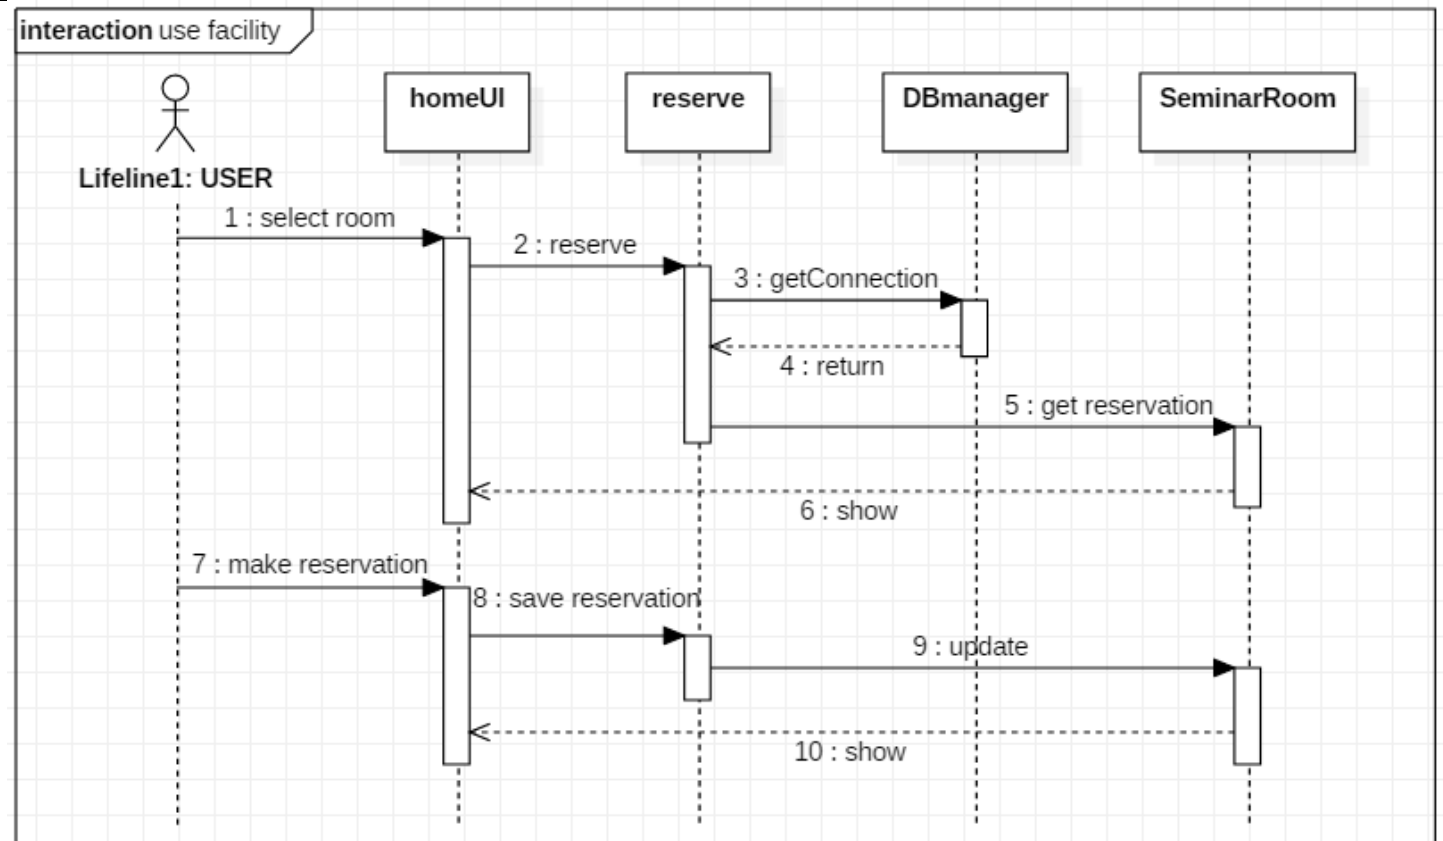 interaction use facility
homeUI
reserve
DBmanager
SeminarRoom
Lifeline1: USER
1 : select room
2 : reserve
3 : getConnection
4 : return
5 : get reservation
6 : show
7 : make reservation
8 : save reservation
9 : update
10 : show